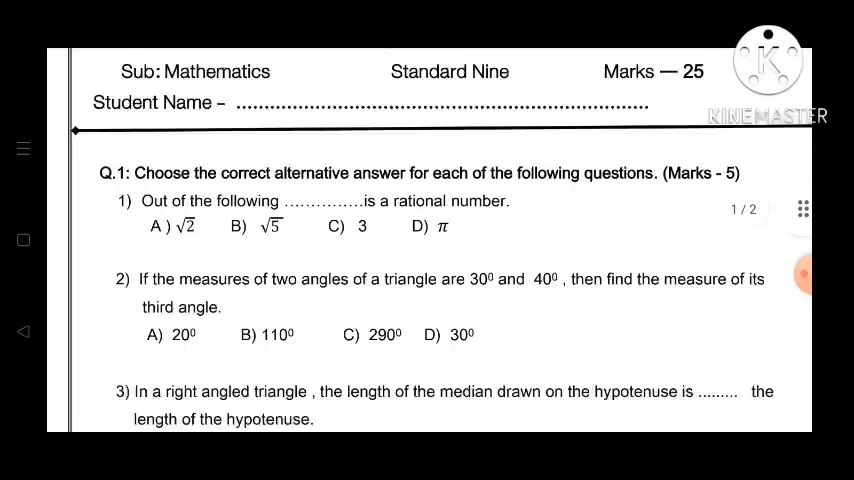 Sub: Mathematics Standard Nine Marks — 25
Student Name – ....................................................................
KINEMASTER
Q.1: Choose the correct alternative answer for each of the following questions. (Marks - 5)
1) Out of the following ...............is a rational number.
1 / 2
A ) √2 B) √5 C) 3 D) π
2) If the measures of two angles of a triangle are 30⁰ and 40⁰ , then find the measure of its
third angle.
A) 20⁰ B) 110⁰ C) 290⁰ D) 30⁰
3) In a right angled triangle , the length of the median drawn on the hypotenuse is ......... the
length of the hypotenuse.